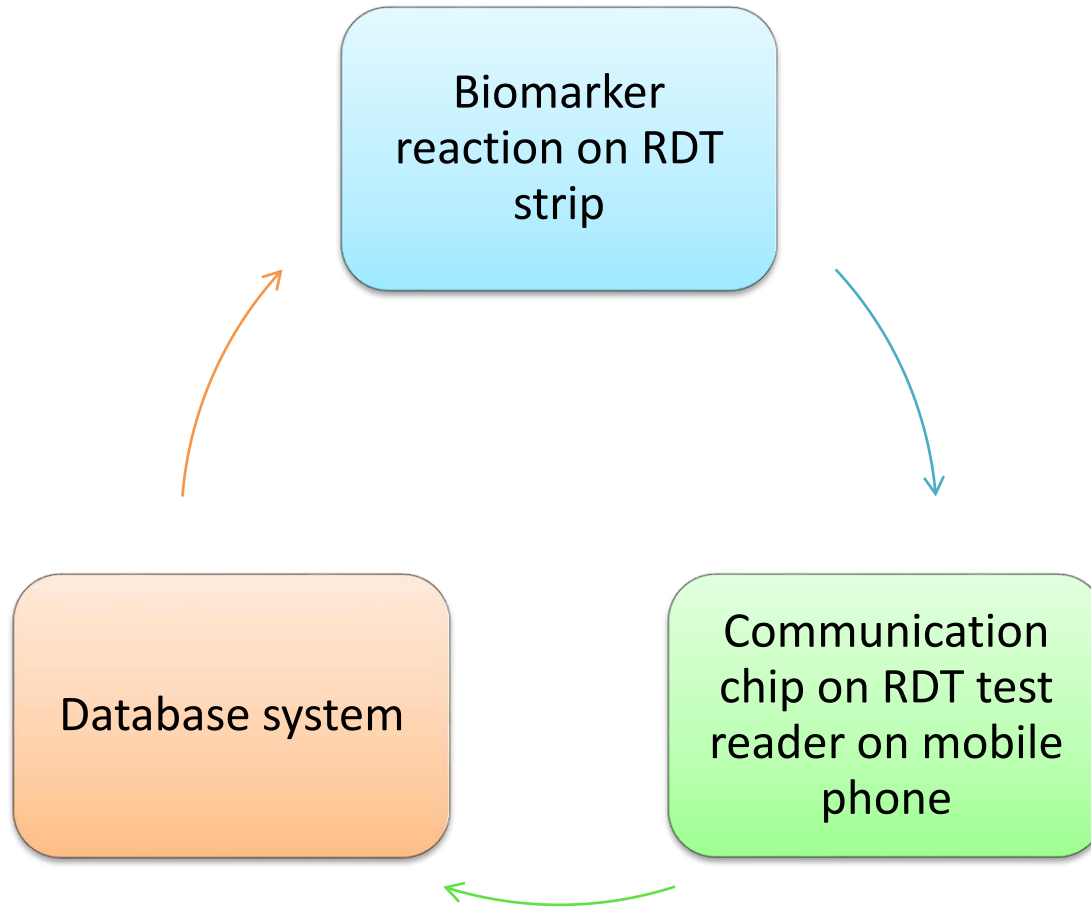 Biomarker
reaction on RDT
strip
Communication
chip on RDT test
reader on mobile
phone
Database system